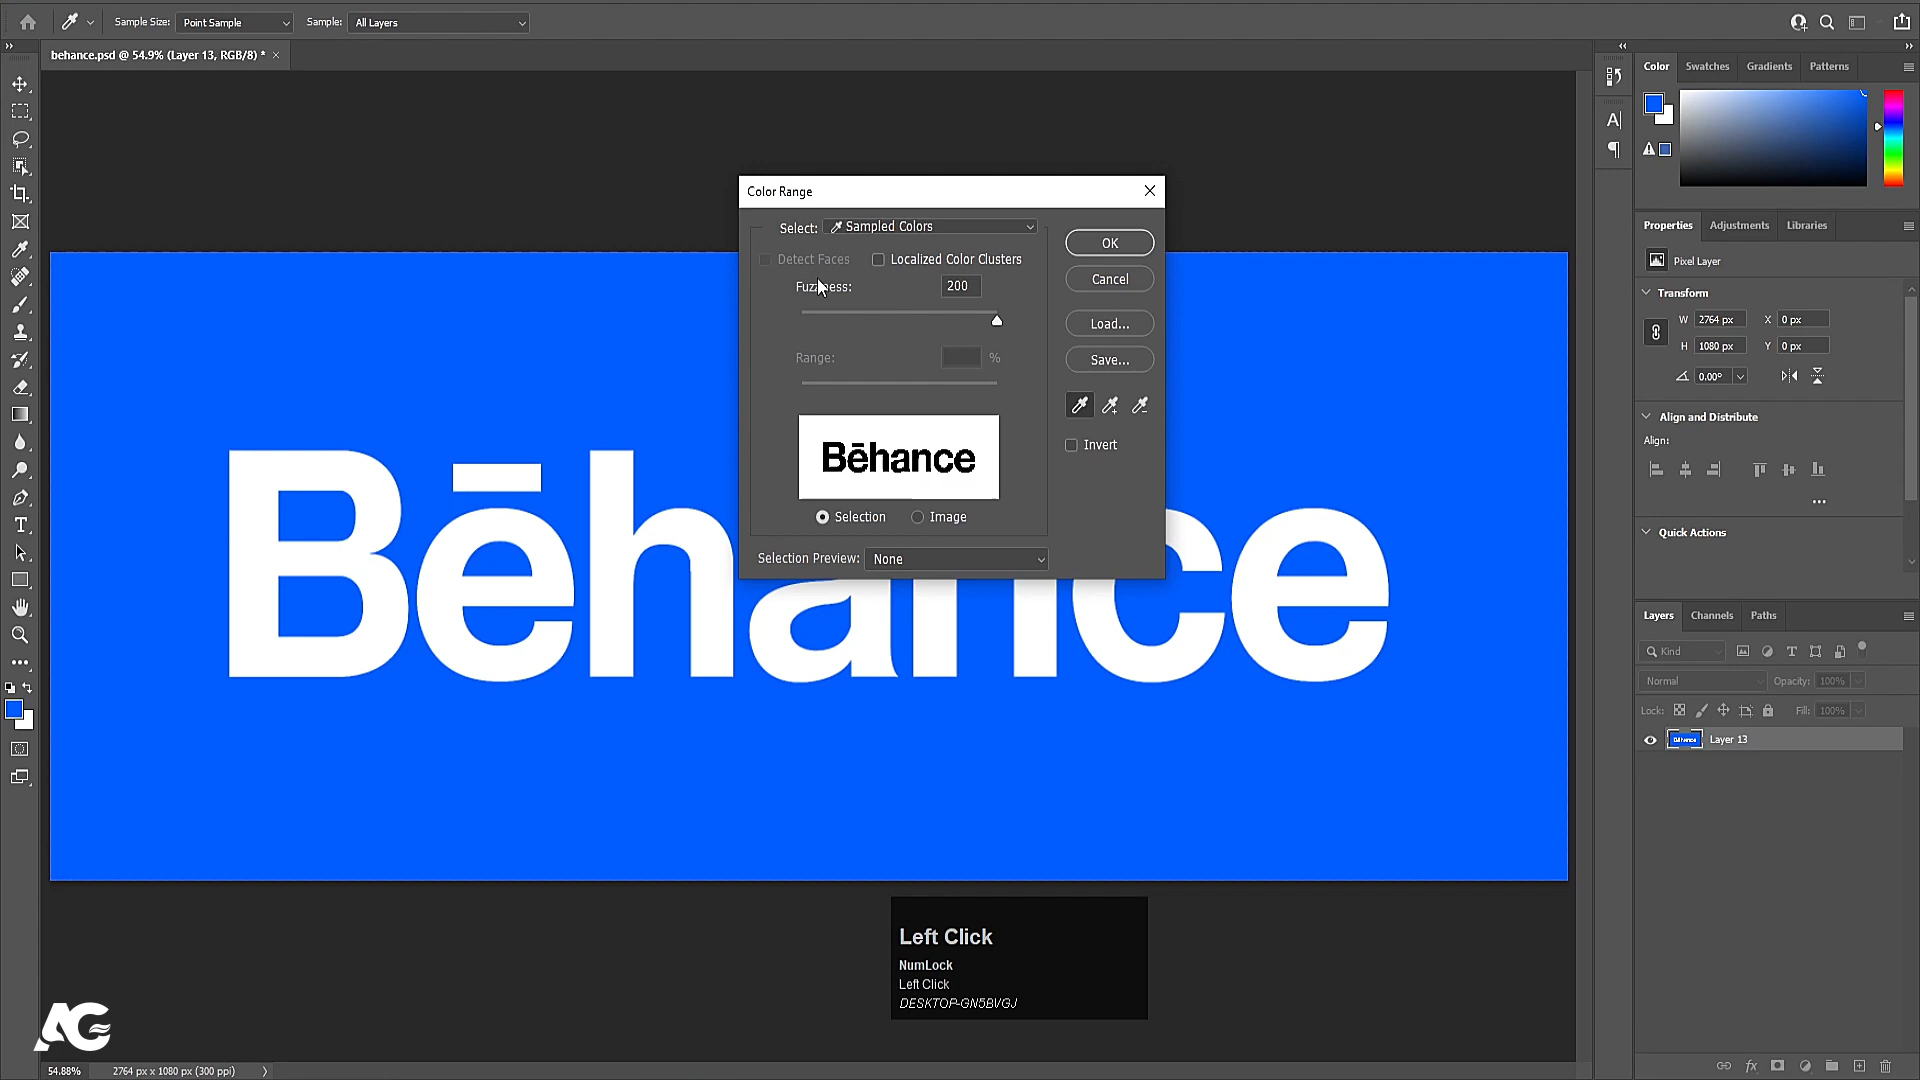 Sample Size: Point Sample Sample: All Layers
behance.psd @ 54.9% (Layer 13, RGB/8) * ×
Color Swatches Gradients Patterns
Color Range
Select: Sampled Colors
Detect Faces Localized Color Clusters
Fuzziness: 200
Range: %
Bēhance
Selection Image
Selection Preview: None
OK
Cancel
Load...
Save...
Invert
Bēhance
Properties Adjustments Libraries
Pixel Layer
Transform
W 2764 px X 0 px
H 1080 px Y 0 px
0.00°
Align and Distribute
Align:
Quick Actions
Layers Channels Paths
Kind
Normal Opacity: 100%
Lock: Fill: 100%
Bēhance Layer 13
Left Click
NumLock
Left Click
DESKTOP-GN5BVGJ
AG
54.88% 2764 px x 1080 px (300 ppi)